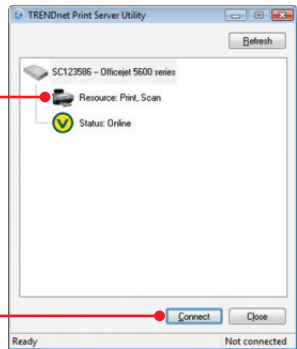 TRENDnet Print Server Utility
Refresh
SC123586 -- Officejet 5600 series
Resource: Print, Scan
Status: Online
Connect Close
Ready Not connected